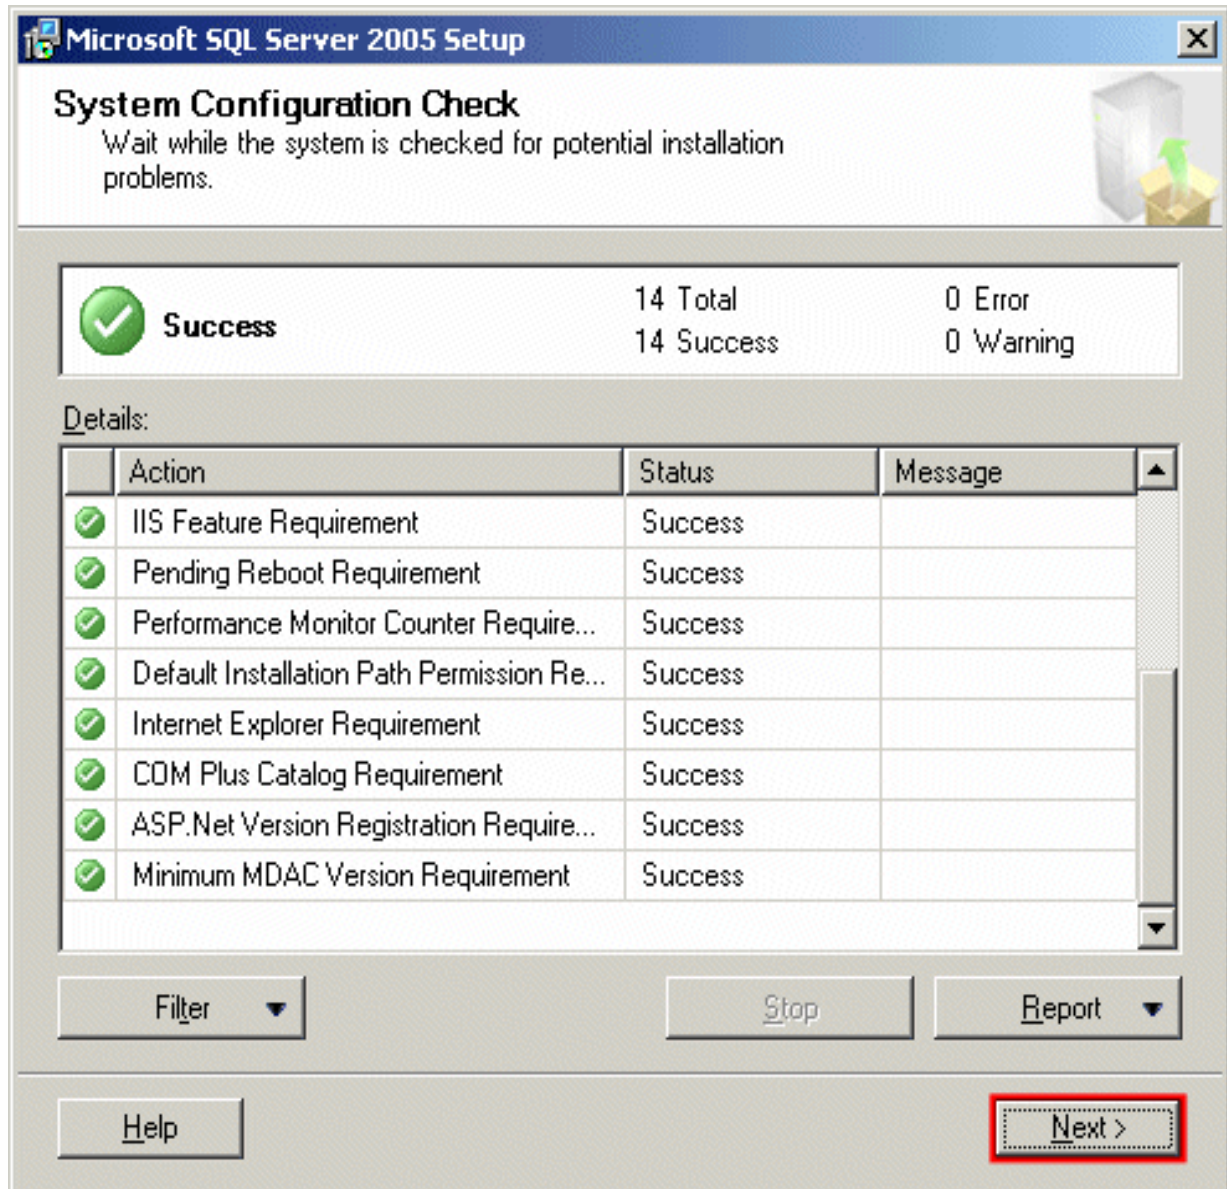 Microsoft SQL Server 2005 Setup
System Configuration Check
Wait while the system is checked for potential installation
problems.
Success
14 Total
0 Error
14 Success
0 Warning
Details:
Action Status Message
IIS Feature Requirement Success
Pending Reboot Requirement Success
Performance Monitor Counter Require... Success
Default Installation Path Permission Re... Success
Internet Explorer Requirement Success
COM Plus Catalog Requirement Success
ASP.Net Version Registration Require... Success
Minimum MDAC Version Requirement Success
Filter Stop Report
Help Next >